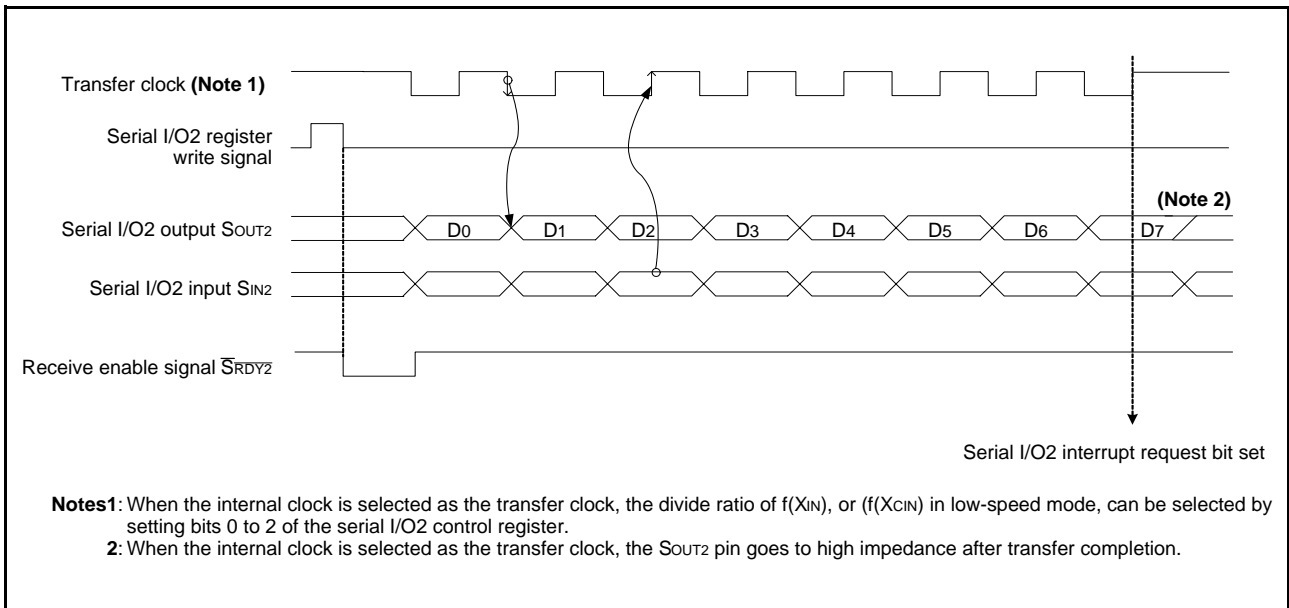 Transfer clock (Note 1)
Serial I/O2 register
write signal
(Note 2)
Serial I/O2 output SOUT2
D0 D1 D2 D3 D4 D5 D6 D7
Serial I/O2 input SIN2
Receive enable signal SRDY2
Serial I/O2 interrupt request bit set
Notes1: When the internal clock is selected as the transfer clock, the divide ratio of f(XIN), or (f(XCIN) in low-speed mode, can be selected by
setting bits 0 to 2 of the serial I/O2 control register.
2: When the internal clock is selected as the transfer clock, the SOUT2 pin goes to high impedance after transfer completion.